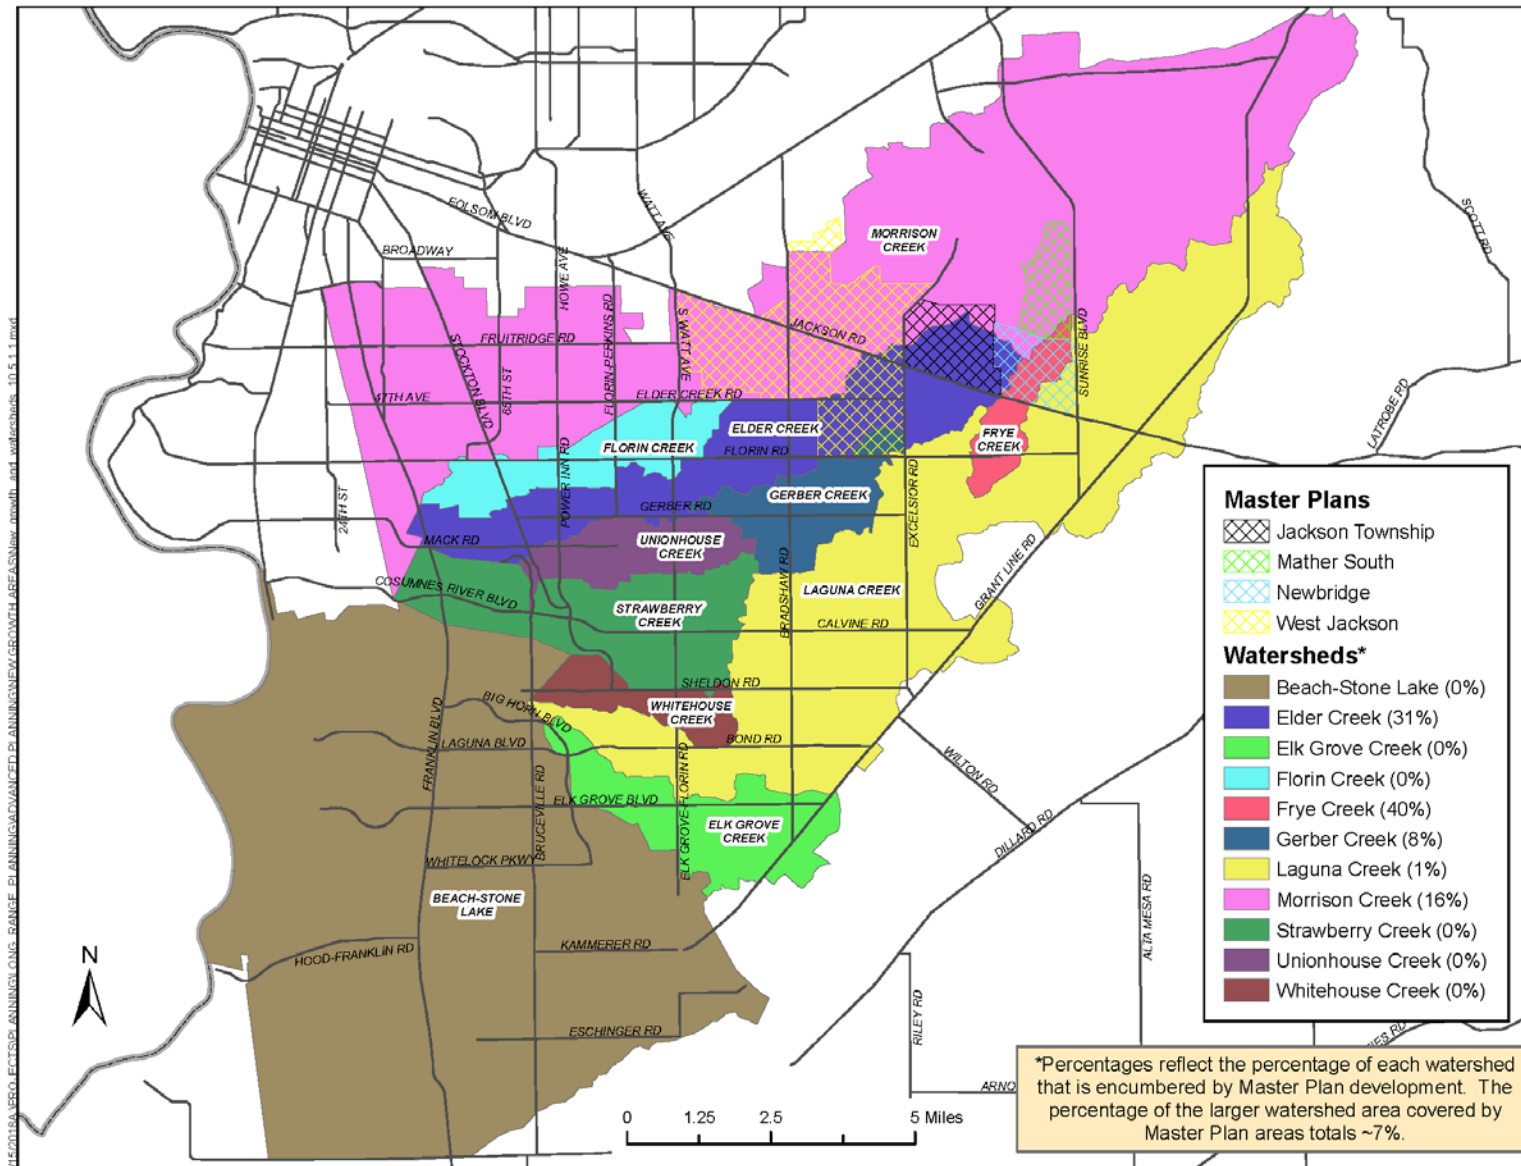 FOLSOM BLVD
WATT AVE
SCOTT RD
BROADWAY
HOWE AVE
MORRISON
CREEK
FLORIN-PERKINS RD
S WATT AVE
JACKSON RD
FRUITRIDGE RD
STOCKTON BLVD
65TH ST
SUNRISE BLVD
47TH AVE
ELDER CREEK RD
LATROBE RD
ELDER CREEK
FLORIN CREEK
FLORIN RD
FRYE
CREEK
POWER INN RD
24TH ST
GERBER CREEK
GERBER RD
EXCELSIOR RD
MACK RD
UNIONHOUSE
CREEK
COSUMNES RIVER BLVD
STRAWBERRY
CREEK
BRADSHAW RD
LAGUNA CREEK
GRANT LINE RD
CALVINE RD
SHELDON RD
BIG HORN BLVD
WHITEHOUSE
CREEK
FRANKLIN BLVD
LAGUNA BLVD
BOND RD
WILTON RD
BRUCEVILLE RD
ELK GROVE BLVD
ELK GROVE-FLORIN RD
ELK GROVE
CREEK
DILLARD RD
WHITELOCK PKWY
BEACH-STONE
LAKE
ALTA MESA RD
HOOD-FRANKLIN RD
KAMMERER RD
ESCHINGER RD
RILEY RD
ARNO
IES RD
N
0 1.25 2.5 5 Miles
Master Plans
Jackson Township
Mather South
Newbridge
West Jackson
Watersheds*
Beach-Stone Lake (0%)
Elder Creek (31%)
Elk Grove Creek (0%)
Florin Creek (0%)
Frye Creek (40%)
Gerber Creek (8%)
Laguna Creek (1%)
Morrison Creek (16%)
Strawberry Creek (0%)
Unionhouse Creek (0%)
Whitehouse Creek (0%)
*Percentages reflect the percentage of each watershed
that is encumbered by Master Plan development. The
percentage of the larger watershed area covered by
Master Plan areas totals ~7%.